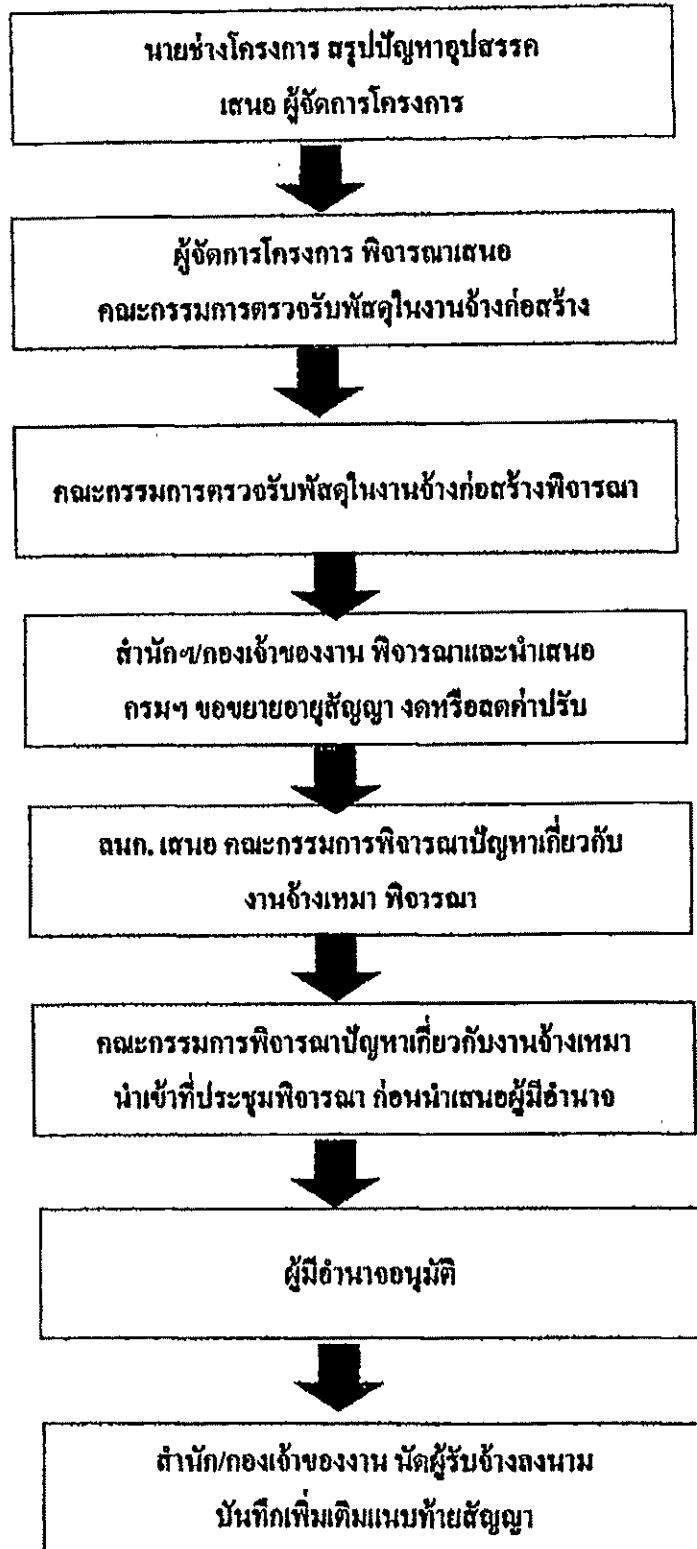 นายช่างโครงการ สรุปปัญหาอุปสรรค
เสนอ ผู้จัดการโครงการ
ผู้จัดการโครงการ พิจารณาเสนอ
คณะกรรมการตรวจรับพัสดุในงานจ้างก่อสร้าง
คณะกรรมการตรวจรับพัสดุในงานจ้างก่อสร้างพิจารณา
สำนักฯ/กองเจ้าของงาน พิจารณาและนำเสนอ
กรมฯ ขอขยายอายุสัญญา งดหรือลดค่าปรับ
ลนก. เสนอ คณะกรรมการพิจารณาปัญหาเกี่ยวกับ
งานจ้างเหมา พิจารณา
คณะกรรมการพิจารณาปัญหาเกี่ยวกับงานจ้างเหมา
นำเข้าที่ประชุมพิจารณา ก่อนนำเสนอผู้มีอำนาจ
ผู้มีอำนาจอนุมัติ
สำนัก/กองเจ้าของงาน นัดผู้รับจ้างลงนาม
บันทึกเพิ่มเติมแนบท้ายสัญญา